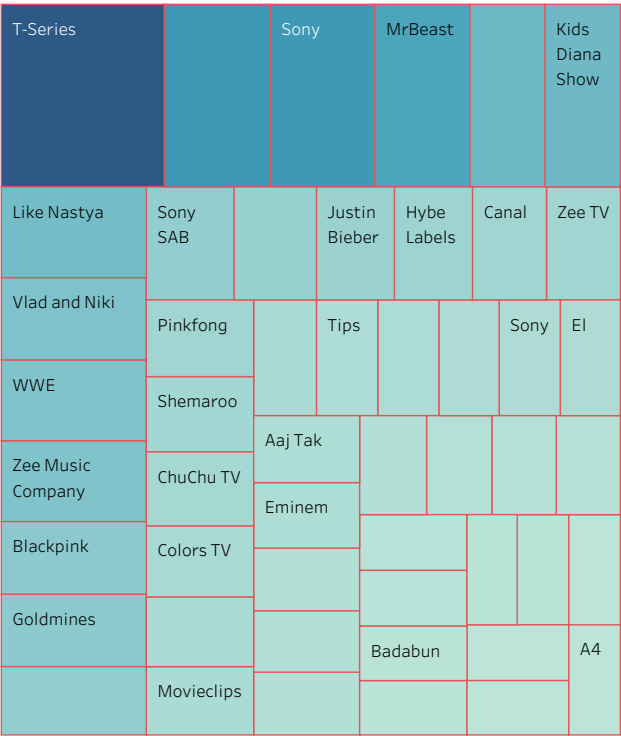 T-Series
Sony
MrBeast
Kids
Diana
Show
Like Nastya
Sony
SAB
Justin
Bieber
Hybe
Labels
Canal
Zee TV
Vlad and Niki
Pinkfong
Tips
Sony
El
WWE
Shemaroo
Aaj Tak
Zee Music
Company
ChuChu TV
Eminem
Blackpink
Colors TV
Goldmines
Badabun
A4
Movieclips